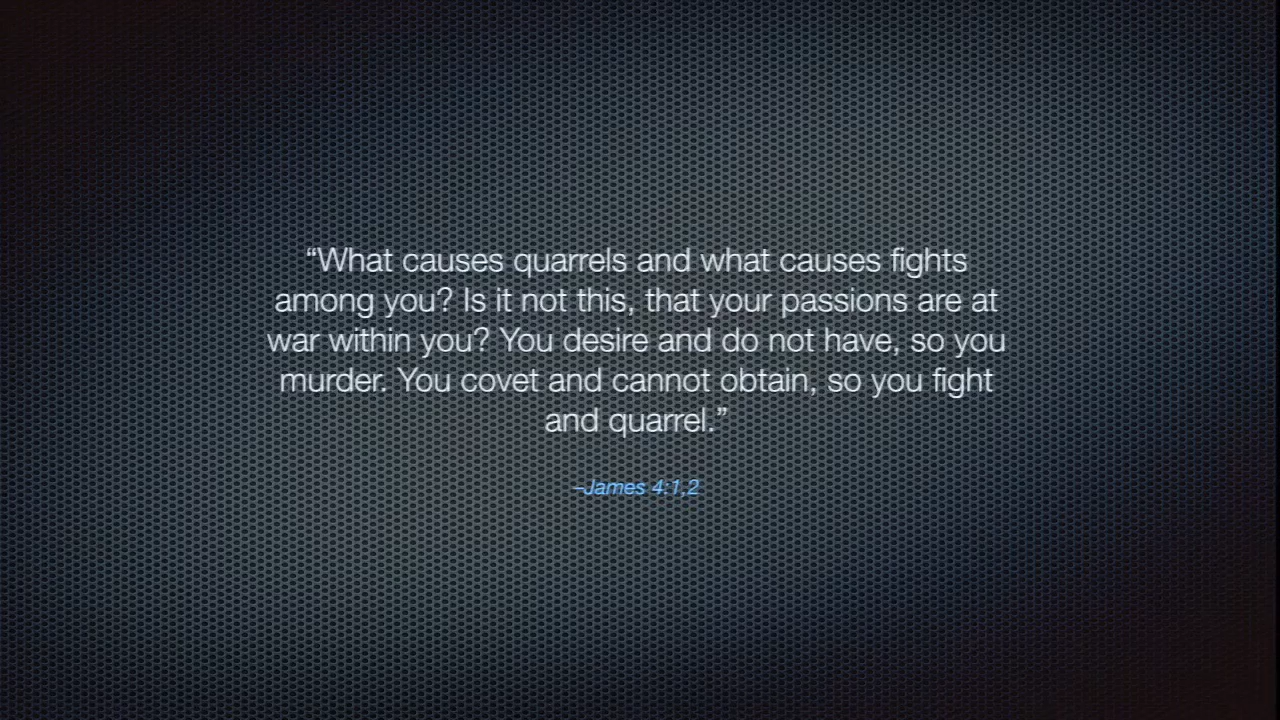 “What causes quarrels and what causes fights
among you? Is it not this, that your passions are at
war within you? You desire and do not have, so you
murder. You covet and cannot obtain, so you fight
and quarrel.”
–James 4:1,2